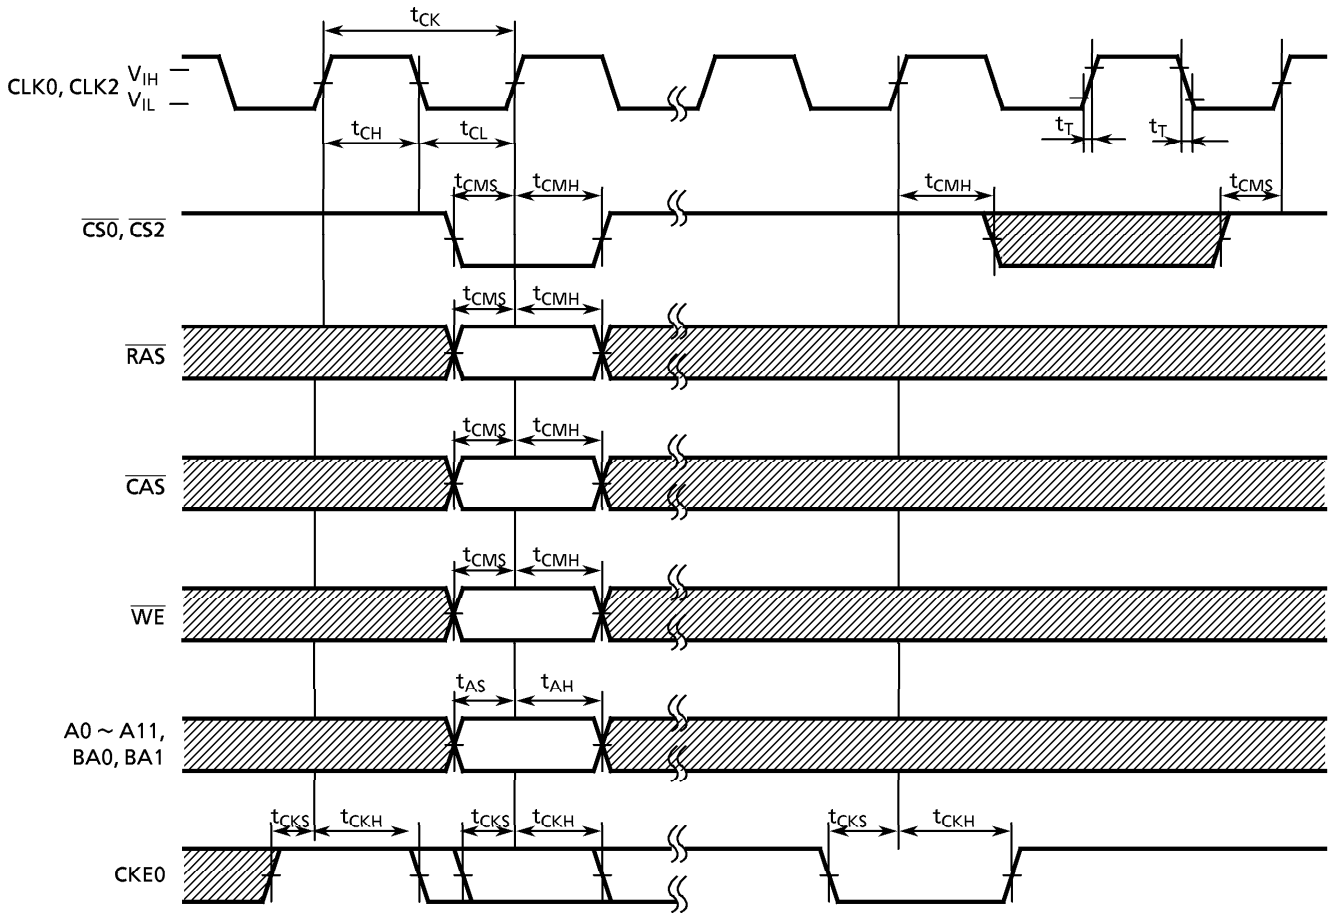 tCK
CLK0, CLK2
VIH
VIL
tCH
tCL
tT
tT
tCMS
tCMH
tCMH
tCMS
CS0, CS2
tCMS
tCMH
RAS
tCMS
tCMH
CAS
tCMS
tCMH
WE
tAS
tAH
A0 ~ A11,
BA0, BA1
tCKS
tCKH
tCKS
tCKH
tCKS
tCKH
CKE0